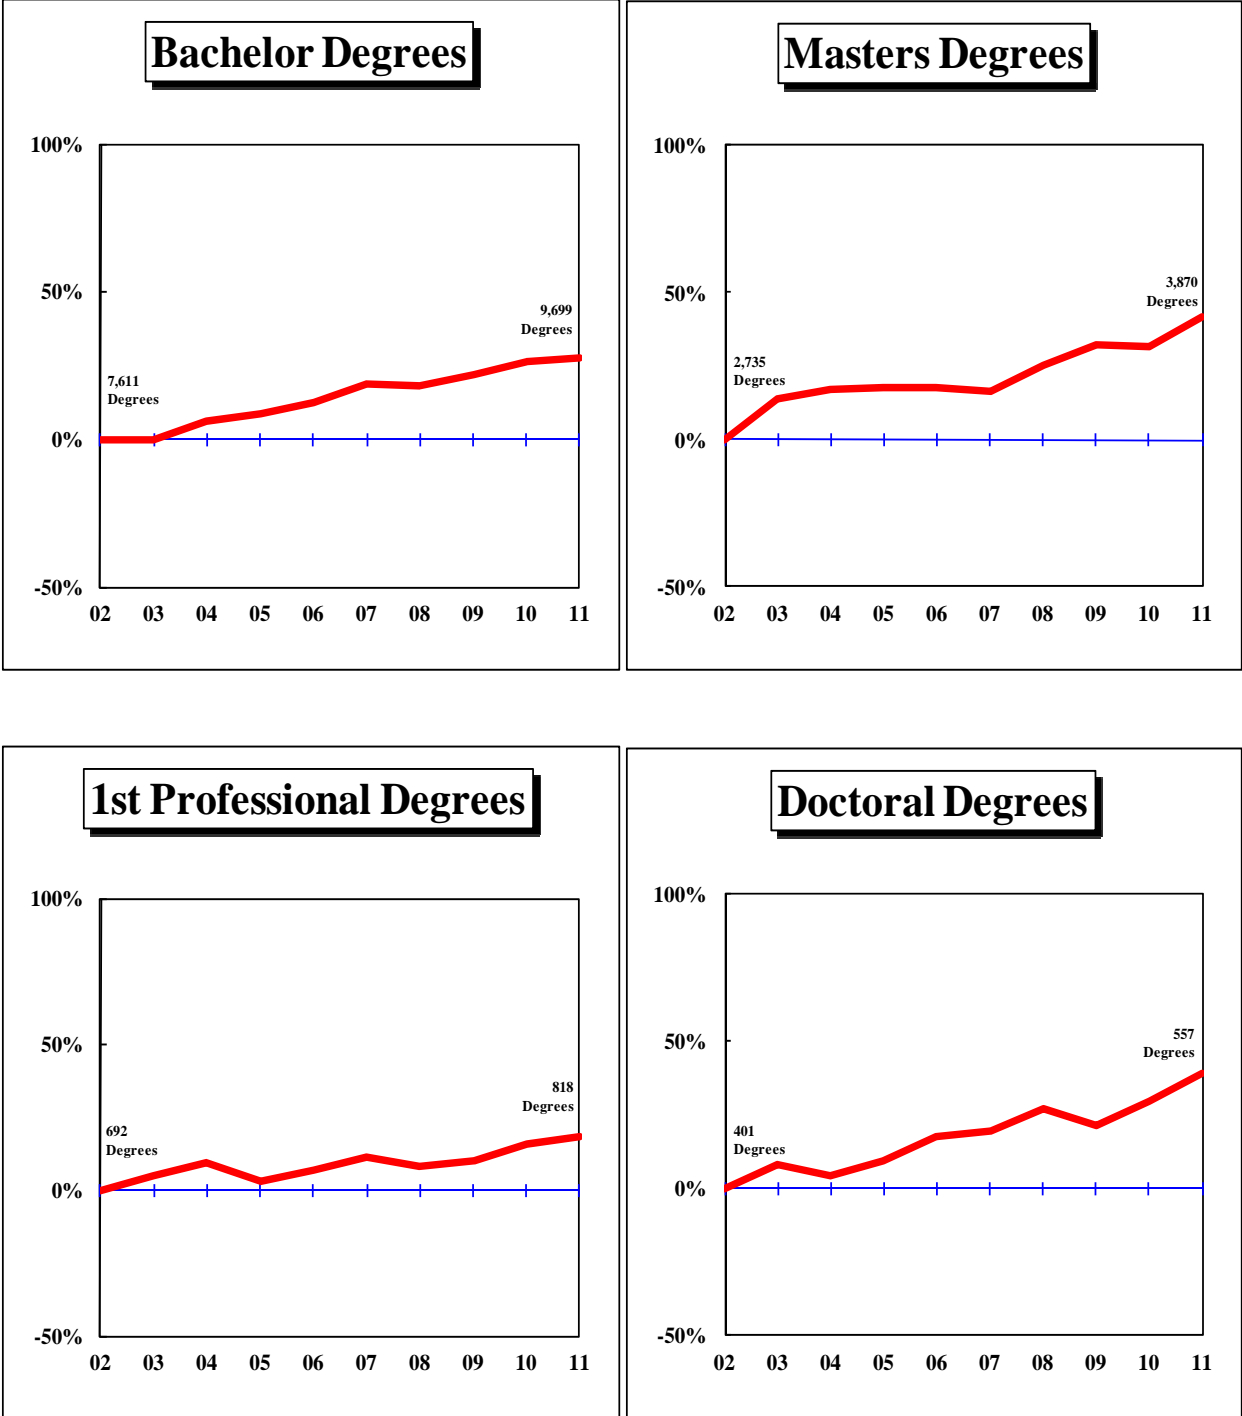 Bachelor Degrees
100%
50%
0%
-50%
7,611
Degrees
9,699
Degrees
02 03 04 05 06 07 08 09 10 11
Masters Degrees
100%
50%
0%
-50%
2,735
Degrees
3,870
Degrees
02 03 04 05 06 07 08 09 10 11
1st Professional Degrees
100%
50%
0%
-50%
692
Degrees
818
Degrees
02 03 04 05 06 07 08 09 10 11
Doctoral Degrees
100%
50%
0%
-50%
401
Degrees
557
Degrees
02 03 04 05 06 07 08 09 10 11